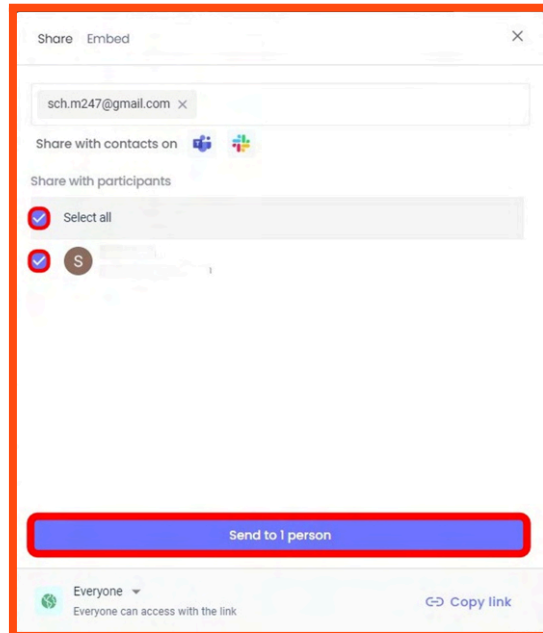 Share Embed
sch.m247@gmail.com
Share with contacts on
Share with participants
Select all
S
Send to 1 person
Everyone
Everyone can access with the link
Copy link